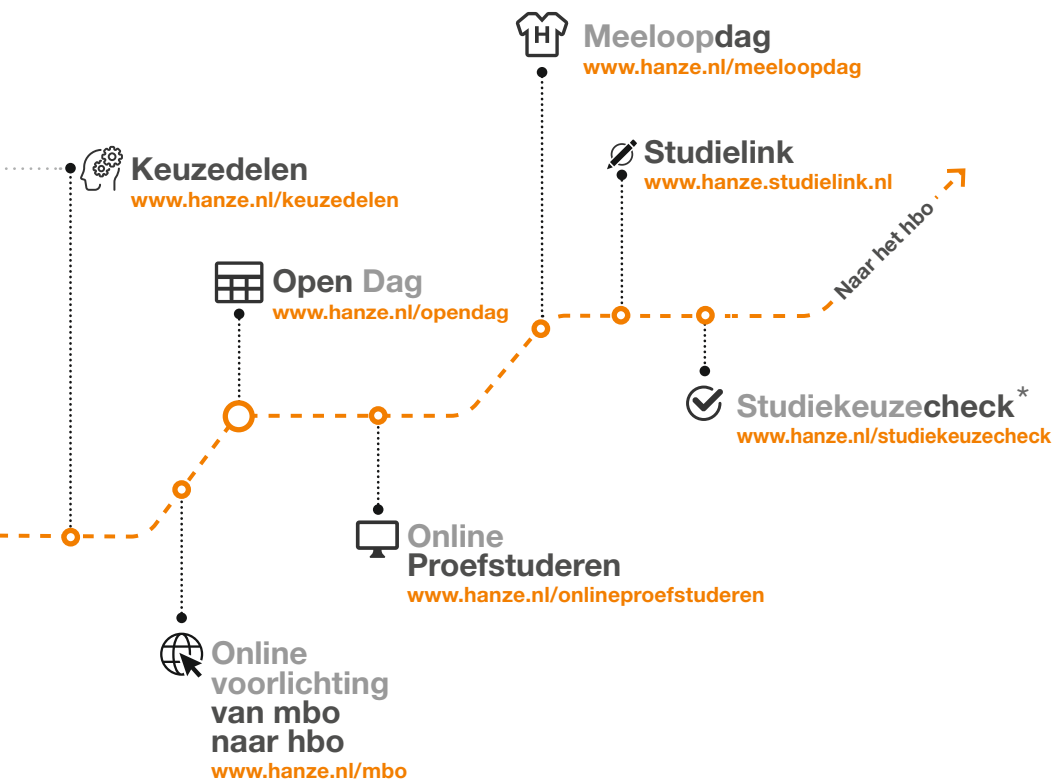 H
Meeloopdag
www.hanze.nl/meeloopdag
Keuzedelen
www.hanze.nl/keuzedelen
Studielink
www.hanze.studielink.nl
Naar het hbo
Open Dag
www.hanze.nl/opendag
Studiekeuzecheck*
www.hanze.nl/studiekeuzecheck
Online
Proefstuderen
www.hanze.nl/onlineproefstuderen
Online
voorlichting
van mbo
naar hbo
www.hanze.nl/mbo